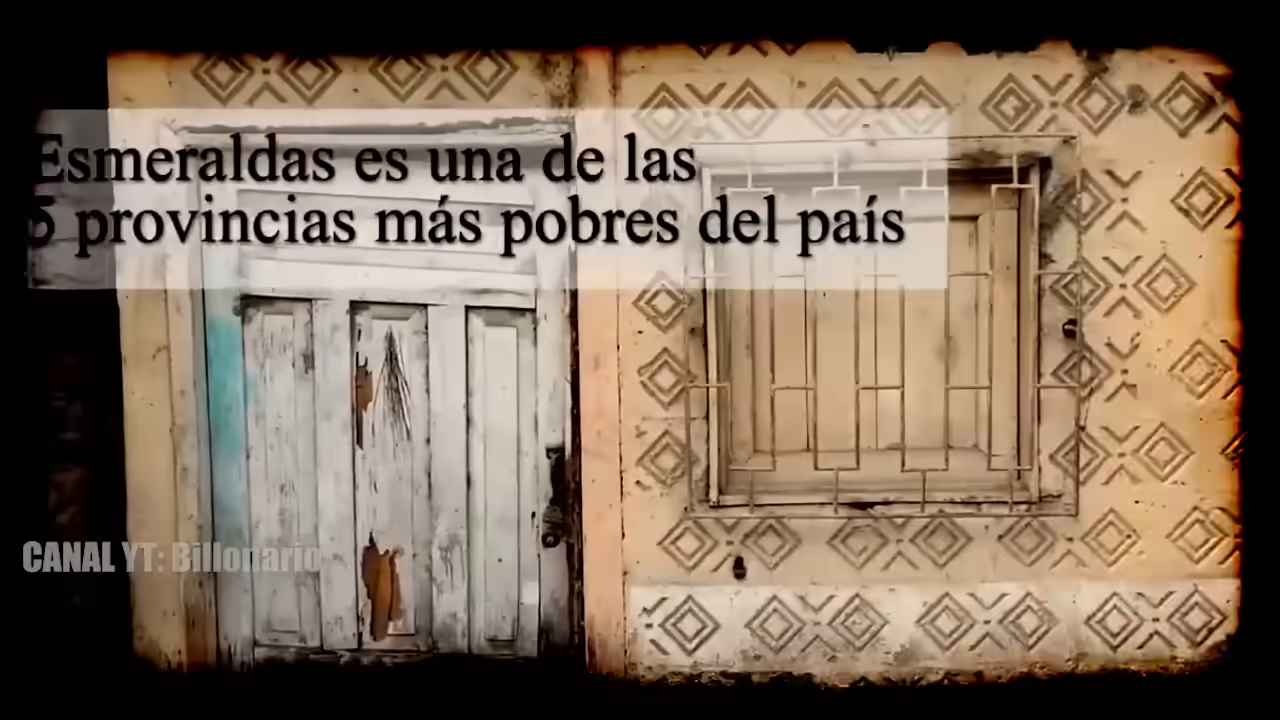 Esmeraldas es una de las
5 provincias más pobres del país
CANAL YT: Billonario